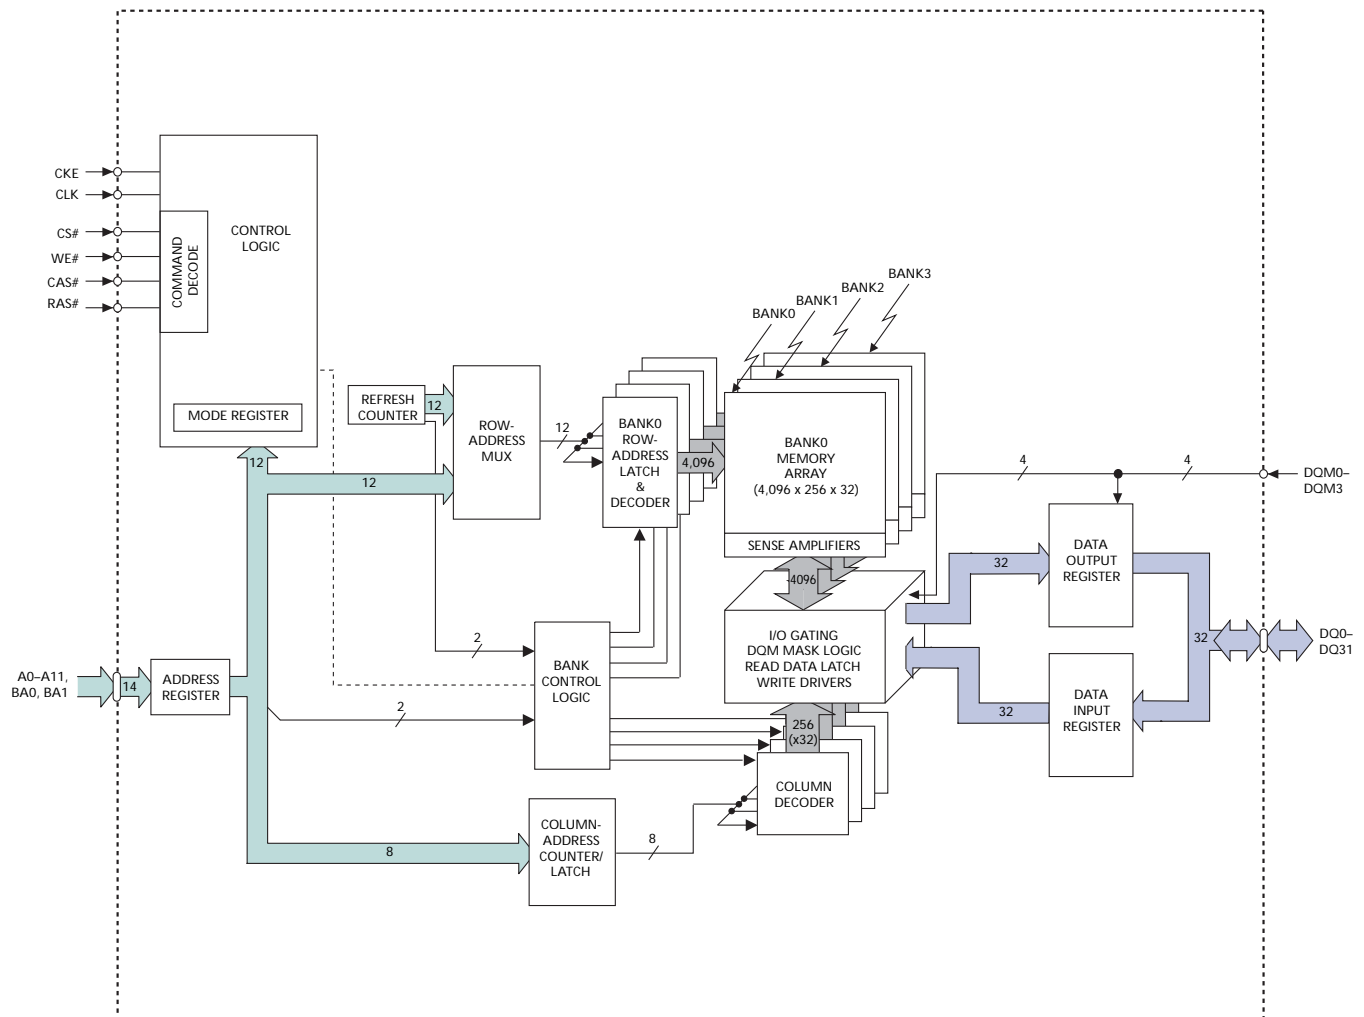 CKE
CLK
CS#
WE#
CAS#
RAS#
COMMAND
DECODE
CONTROL
LOGIC
MODE REGISTER
12
12
REFRESH
COUNTER
12
ROW-
ADDRESS
MUX
12
BANK0
ROW-
ADDRESS
LATCH
&
DECODER
4,096
BANK0
BANK1
BANK2
BANK3
BANK0
MEMORY
ARRAY
(4,096 x 256 x 32)
SENSE AMPLIFIERS
4096
I/O GATING
DQM MASK LOGIC
READ DATA LATCH
WRITE DRIVERS
256
(x32)
COLUMN
DECODER
2
2
BANK
CONTROL
LOGIC
A0–A11,
BA0, BA1
14
ADDRESS
REGISTER
8
COLUMN-
ADDRESS
COUNTER/
LATCH
8
4
4
DQM0–
DQM3
32
DATA
OUTPUT
REGISTER
32
DQ0–
DQ31
32
DATA
INPUT
REGISTER